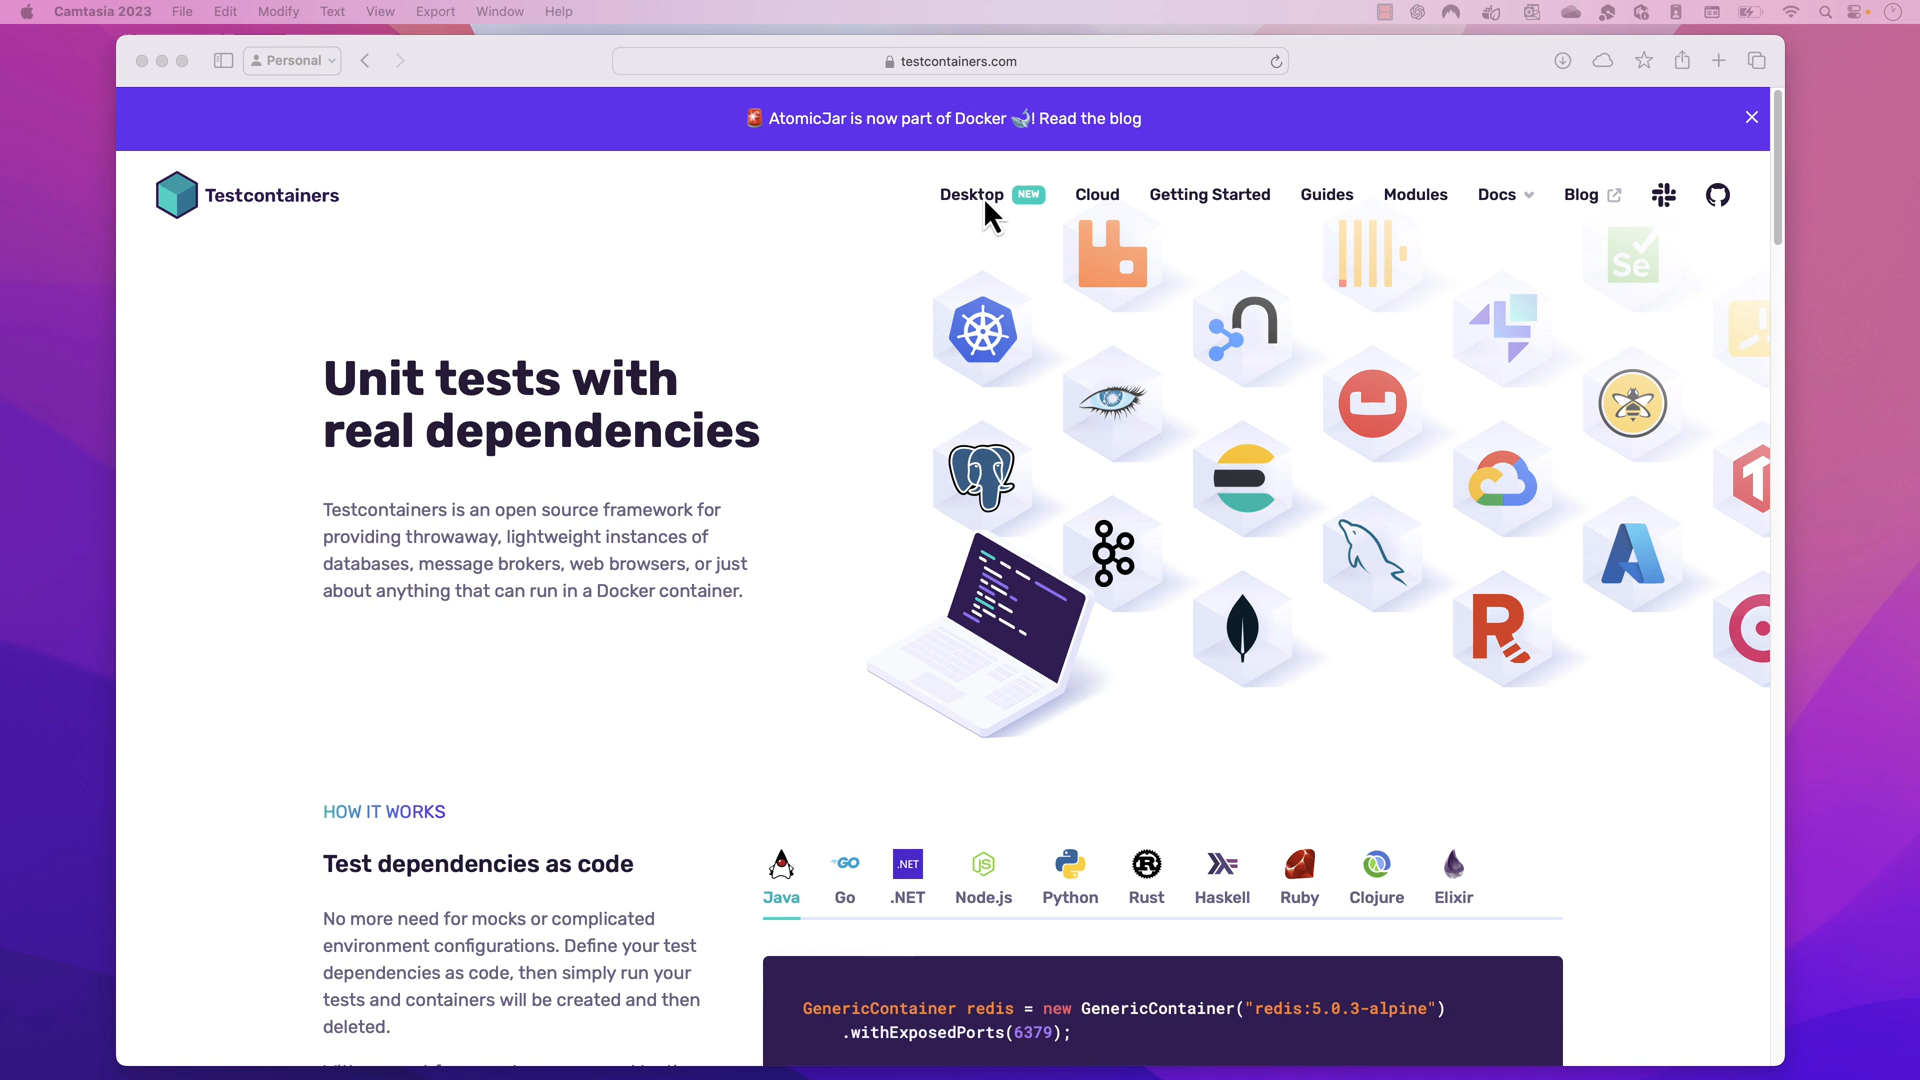 Camtasia 2023 File Edit Modify Text View Export Window Help
Personal
testcontainers.com
AtomicJar is now part of Docker ! Read the blog
Testcontainers
Desktop NEW Cloud Getting Started Guides Modules Docs Blog
Se
Unit tests with
real dependencies
Testcontainers is an open source framework for
providing throwaway, lightweight instances of
databases, message brokers, web browsers, or just
about anything that can run in a Docker container.
HOW IT WORKS
Test dependencies as code
No more need for mocks or complicated
environment configurations. Define your test
dependencies as code, then simply run your
tests and containers will be created and then
deleted.
GO .NET JS R
Java Go .NET Node.js Python Rust Haskell Ruby Clojure Elixir
GenericContainer redis = new GenericContainer("redis:5.0.3-alpine")
.withExposedPorts(6379);